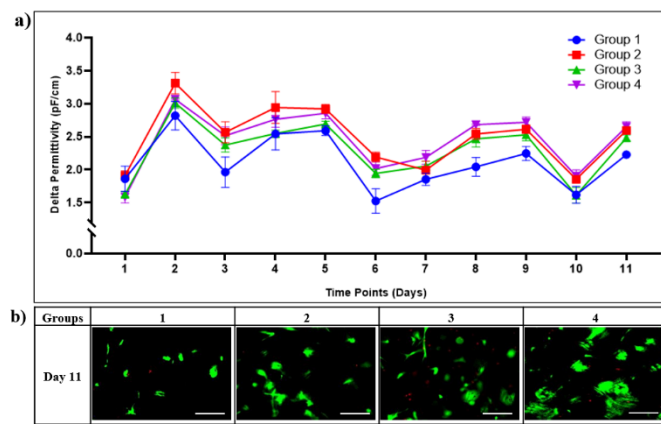 a)
4.0
3.5
3.0
2.5
2.0
1.5
0.0
Delta Permittivity (pF/cm)
Group 1
Group 2
Group 3
Group 4
1 2 3 4 5 6 7 8 9 10 11
Time Points (Days)
b)
Groups 1 2 3 4
Day 11